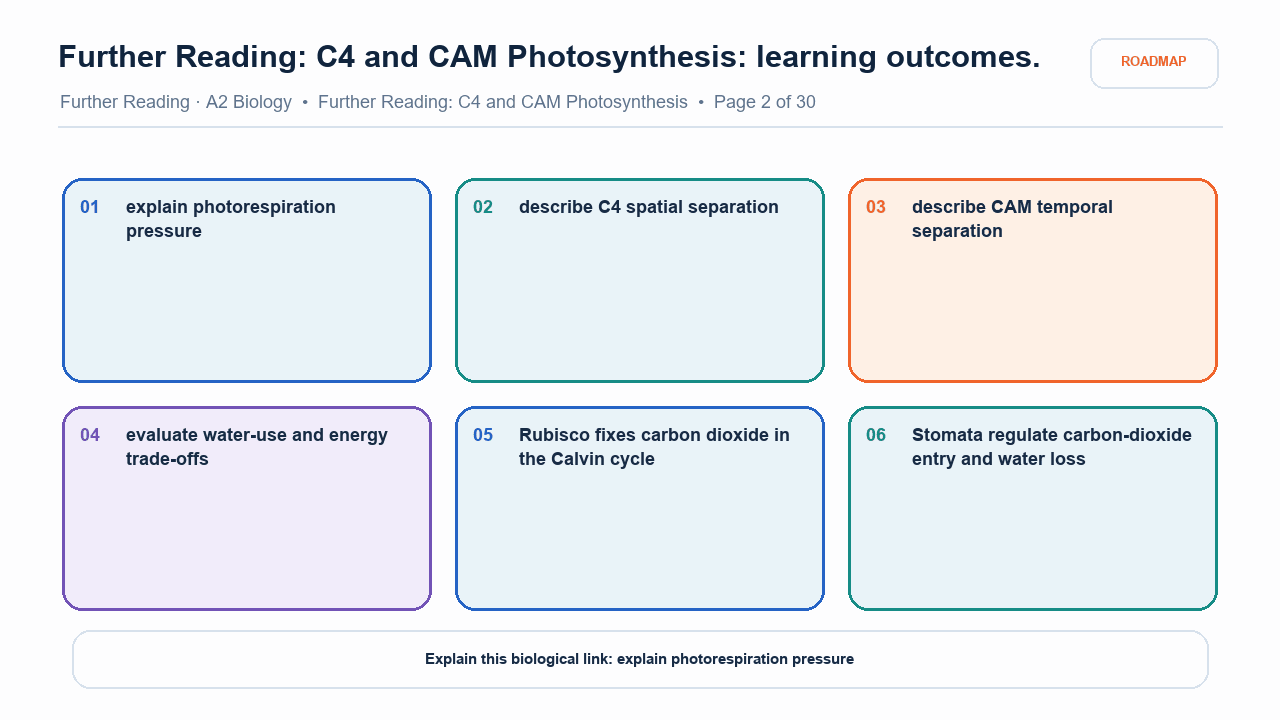 Further Reading: C4 and CAM Photosynthesis: learning outcomes.
ROADMAP
Further Reading · A2 Biology • Further Reading: C4 and CAM Photosynthesis • Page 2 of 30
01 explain photorespiration
pressure
02 describe C4 spatial separation
03 describe CAM temporal
separation
04 evaluate water-use and energy
trade-offs
05 Rubisco fixes carbon dioxide in
the Calvin cycle
06 Stomata regulate carbon-dioxide
entry and water loss
Explain this biological link: explain photorespiration pressure